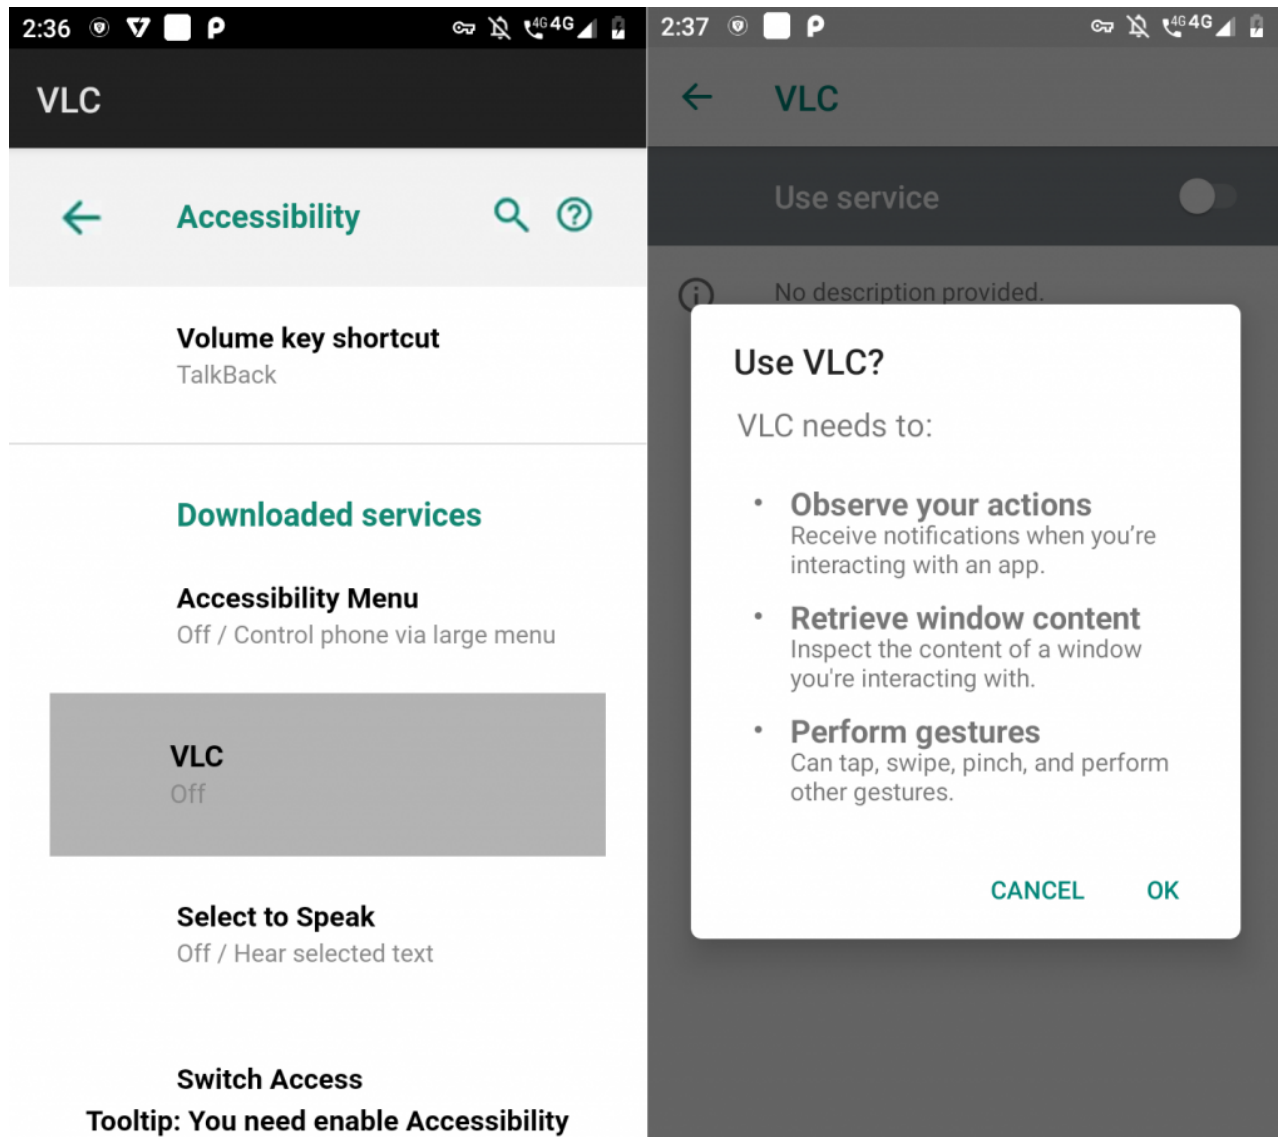 2:36
4G 4G
VLC
Accessibility
Volume key shortcut
TalkBack
Downloaded services
Accessibility Menu
Off / Control phone via large menu
VLC
Off
Select to Speak
Off / Hear selected text
Switch Access
Tooltip: You need enable Accessibility
2:37
4G 4G
VLC
Use service
No description provided.
Use VLC?
VLC needs to:
• Observe your actions
Receive notifications when you’re
interacting with an app.
• Retrieve window content
Inspect the content of a window
you're interacting with.
• Perform gestures
Can tap, swipe, pinch, and perform
other gestures.
CANCEL OK